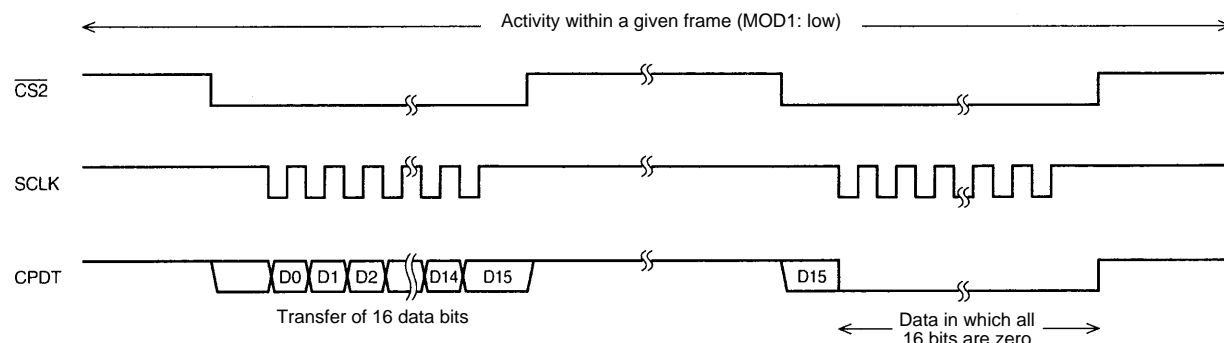 Activity within a given frame (MOD1: low)
CS2
SCLK
CPDT D0 D1 D2 D14 D15 D15
Transfer of 16 data bits
Data in which all
16 bits are zero